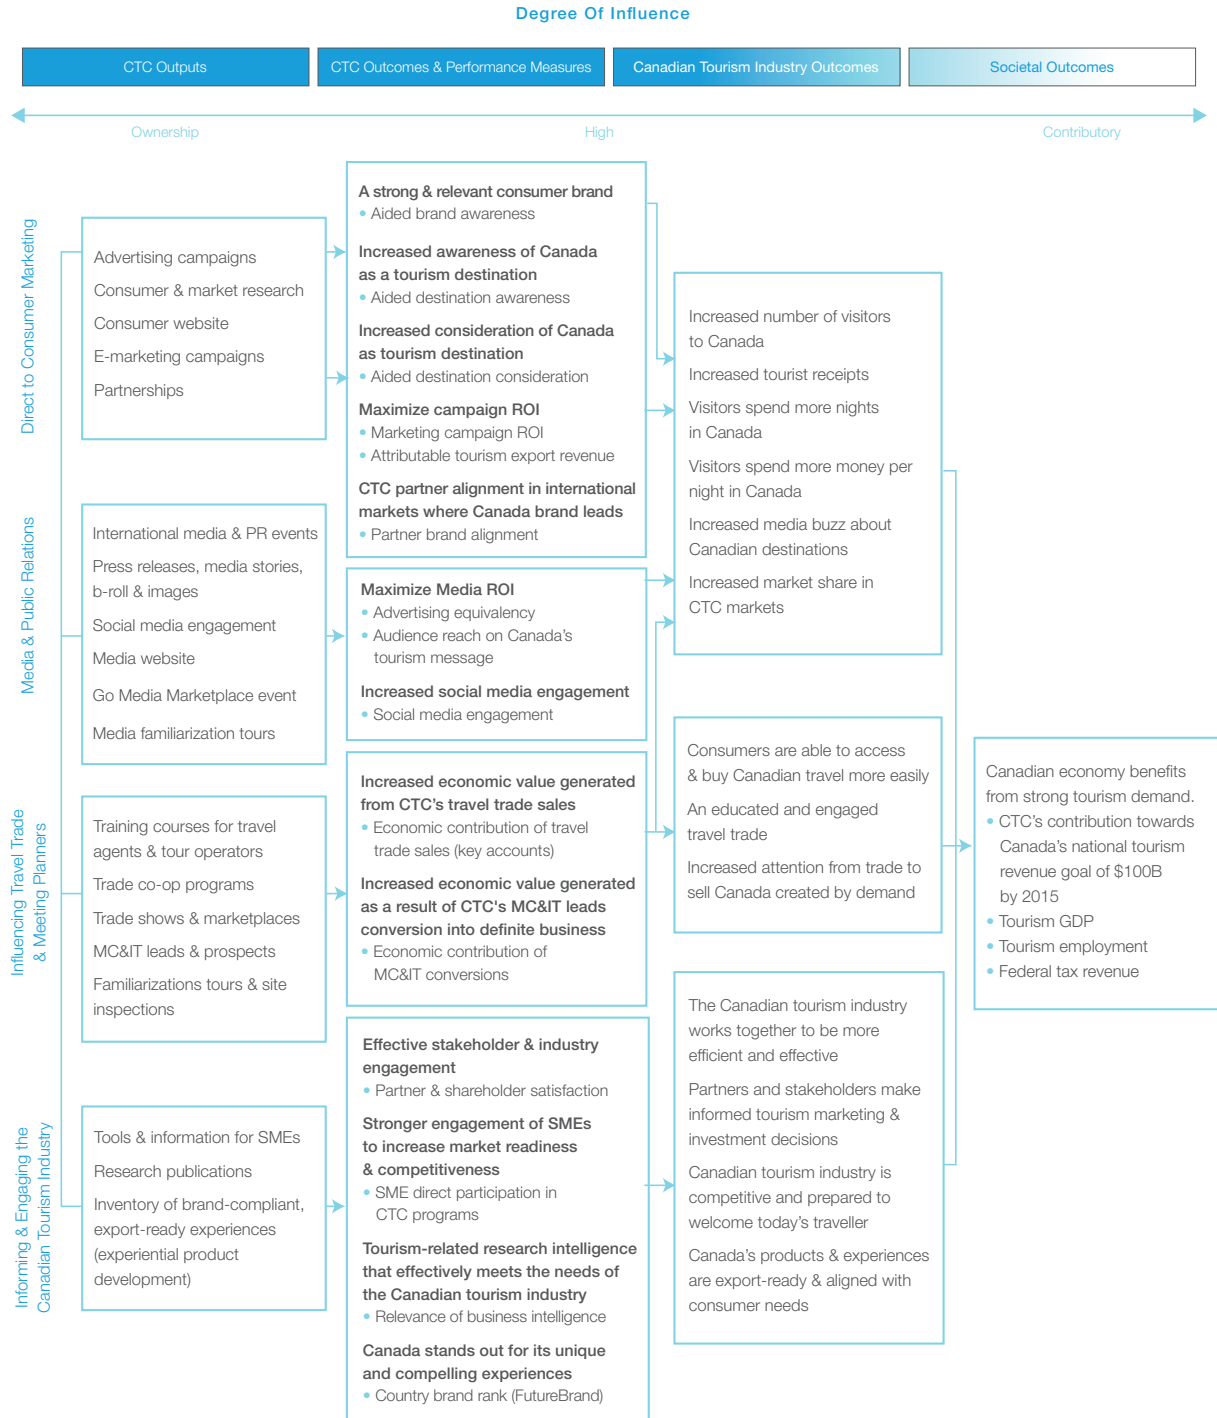 Degree Of Influence
CTC Outputs
CTC Outcomes & Performance Measures
Canadian Tourism Industry Outcomes
Societal Outcomes
Ownership
High
Contributory
Direct to Consumer Marketing
Advertising campaigns
Consumer & market research
Consumer website
E-marketing campaigns
Partnerships
A strong & relevant consumer brand
• Aided brand awareness
Increased awareness of Canada
as a tourism destination
• Aided destination awareness
Increased consideration of Canada
as tourism destination
• Aided destination consideration
Maximize campaign ROI
• Marketing campaign ROI
• Attributable tourism export revenue
CTC partner alignment in international
markets where Canada brand leads
• Partner brand alignment
Increased number of visitors
to Canada
Increased tourist receipts
Visitors spend more nights
in Canada
Visitors spend more money per
night in Canada
Increased media buzz about
Canadian destinations
Increased market share in
CTC markets
Media & Public Relations
International media & PR events
Press releases, media stories,
b-roll & images
Social media engagement
Media website
Go Media Marketplace event
Media familiarization tours
Maximize Media ROI
• Advertising equivalency
• Audience reach on Canada's
tourism message
Increased social media engagement
• Social media engagement
Influencing Travel Trade
& Meeting Planners
Training courses for travel
agents & tour operators
Trade co-op programs
Trade shows & marketplaces
MC&IT leads & prospects
Familiarizations tours & site
inspections
Increased economic value generated
from CTC's travel trade sales
• Economic contribution of travel
trade sales (key accounts)
Increased economic value generated
as a result of CTC's MC&IT leads
conversion into definite business
• Economic contribution of
MC&IT conversions
Consumers are able to access
& buy Canadian travel more easily
An educated and engaged
travel trade
Increased attention from trade to
sell Canada created by demand
Canadian economy benefits
from strong tourism demand.
• CTC's contribution towards
Canada's national tourism
revenue goal of $100B
by 2015
• Tourism GDP
• Tourism employment
• Federal tax revenue
Informing & Engaging the
Canadian Tourism Industry
Tools & information for SMEs
Research publications
Inventory of brand-compliant,
export-ready experiences
(experiential product
development)
Effective stakeholder & industry
engagement
• Partner & shareholder satisfaction
Stronger engagement of SMEs
to increase market readiness
& competitiveness
• SME direct participation in
CTC programs
Tourism-related research intelligence
that effectively meets the needs of
the Canadian tourism industry
• Relevance of business intelligence
Canada stands out for its unique
and compelling experiences
• Country brand rank (FutureBrand)
The Canadian tourism industry
works together to be more
efficient and effective
Partners and stakeholders make
informed tourism marketing &
investment decisions
Canadian tourism industry is
competitive and prepared to
welcome today's traveller
Canada's products & experiences
are export-ready & aligned with
consumer needs